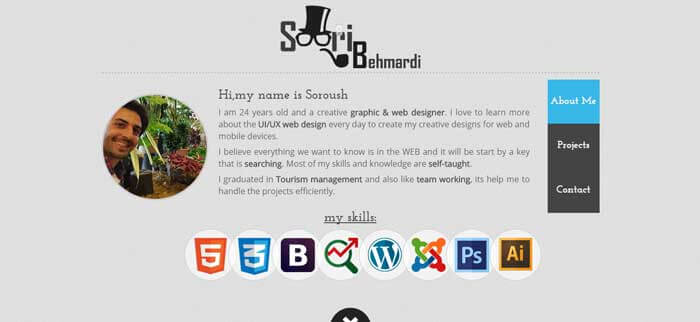 Soori
Behmardi
Hi,my name is Soroush
I am 24 years old and a creative graphic & web designer. i love to learn more
about the UI/UX web design every day to create my creative designs for web and
mobile devices.
I believe everything we want to know is in the WEB and it will be start by a key
that is searching. Most of my skills and knowledge are self-taught.
I graduated in Tourism management and also like team working, its help me to
handle the projects efficiently.
About Me
Projects
Contact
my skills:
5
3
B
W
Ps
Ai